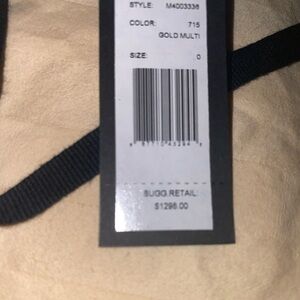 STYLE: M4003336
COLOR: 715
GOLD MULTI
SIZE: 0
SUGG.RETAIL:
$1298.00